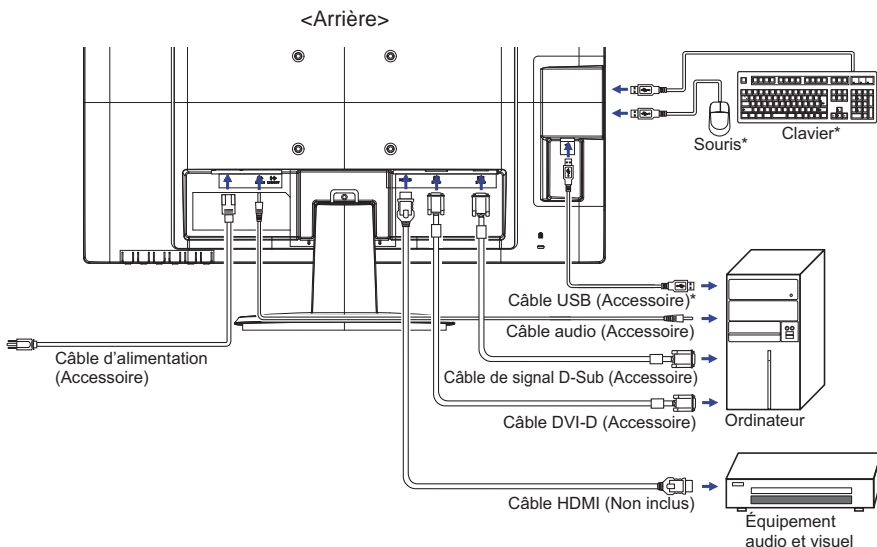 <Arrière>
Souris*
Clavier*
Câble USB (Accessoire)*
Câble audio (Accessoire)
Câble d’alimentation
(Accessoire)
Câble de signal D-Sub (Accessoire)
Câble DVI-D (Accessoire)
Ordinateur
Câble HDMI (Non inclus)
Équipement
audio et visuel